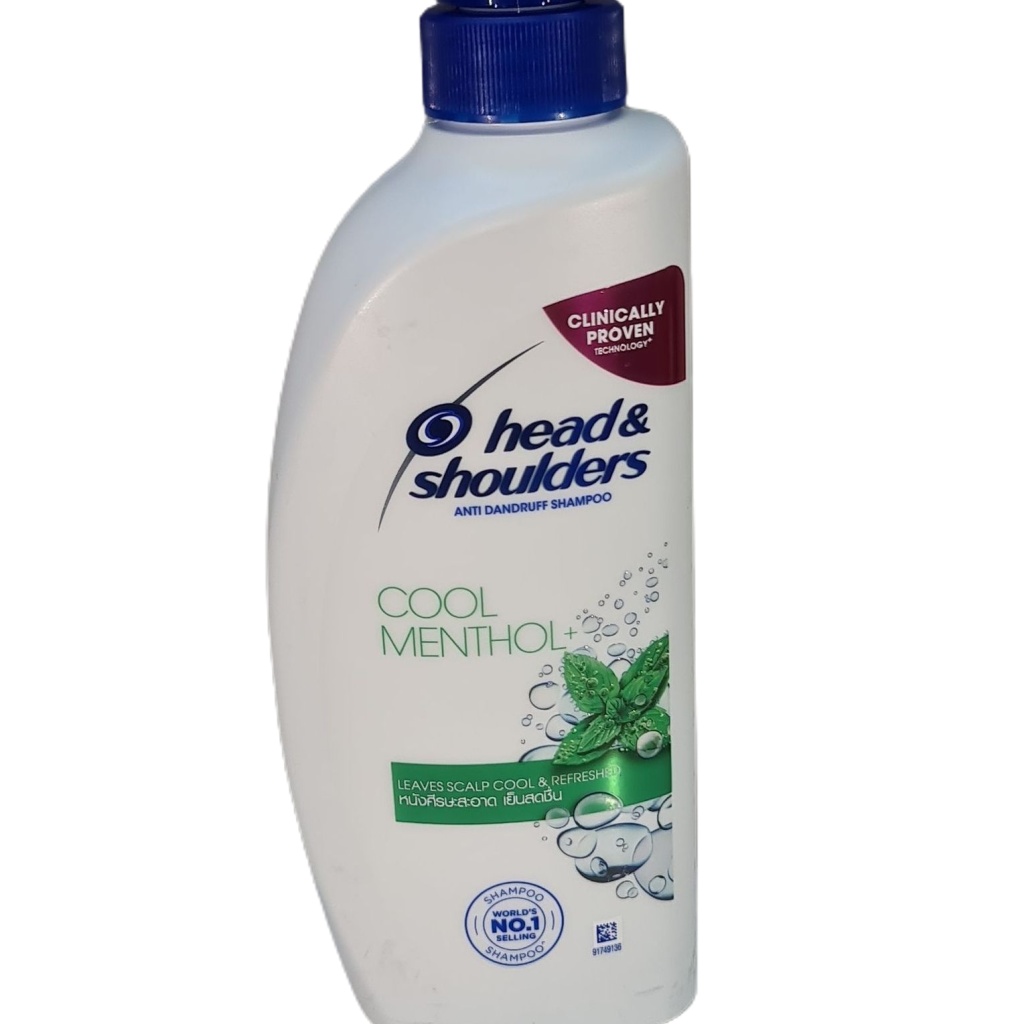 CLINICALLY
PROVEN
TECHNOLOGY+
head &
shoulders
ANTI DANDRUFF SHAMPOO
COOL
MENTHOL+
LEAVES SCALP COOL & REFRESHED
หนังศีรษะสะอาด เย็นสดชื่น
SHAMPOO
WORLD'S
NO.1
SELLING
SHAMPOO^
91749136